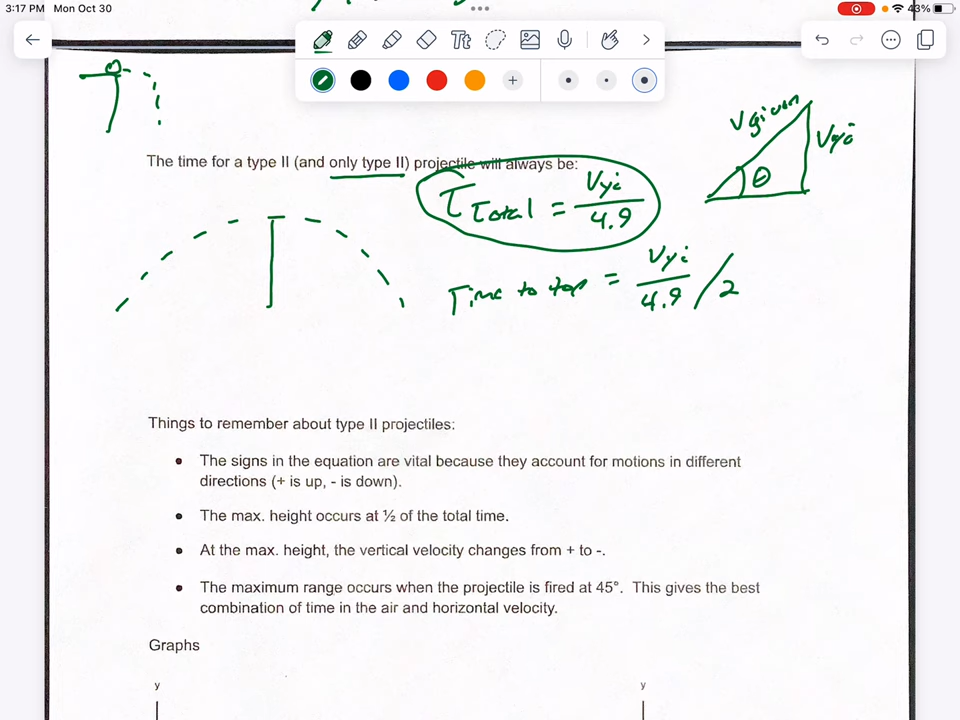 3:17 PM Mon Oct 30
43%
Tt
V given
Vyi
θ
The time for a type II (and only type II) projectile will always be:
T Total = Vyi / 4.9
Time to top = Vyi / 4.9 / 2
Things to remember about type II projectiles:
• The signs in the equation are vital because they account for motions in different
directions (+ is up, - is down).
• The max. height occurs at ½ of the total time.
• At the max. height, the vertical velocity changes from + to -.
• The maximum range occurs when the projectile is fired at 45°. This gives the best
combination of time in the air and horizontal velocity.
Graphs
y
y